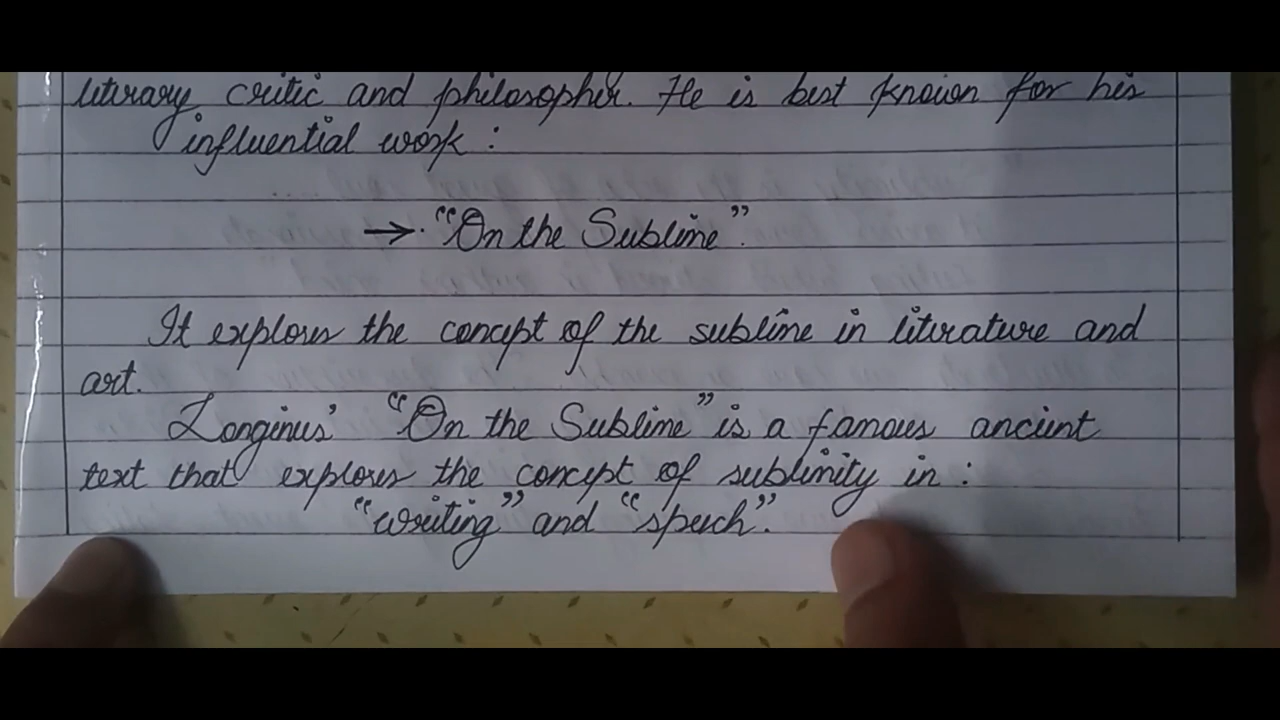 literary critic and philosopher. He is best known for his
influential work :
→ "On the Sublime".
It explores the concept of the sublime in literature and
art.
Longinus' "On the Sublime" is a famous ancient
text that explores the concept of sublimity in :
"writing" and "speech".